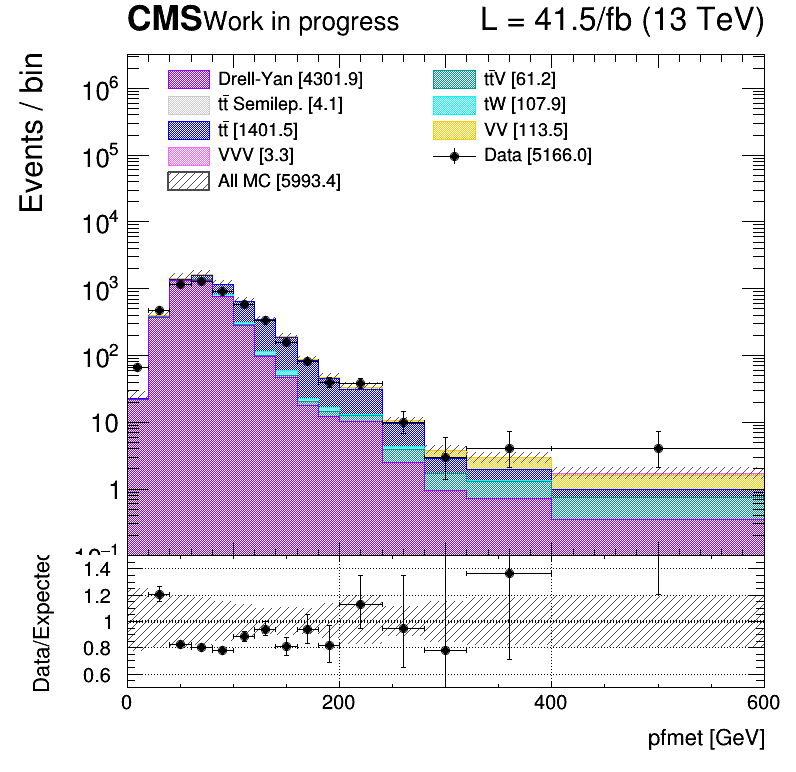 CMS Work in progress L = 41.5/fb (13 TeV)
Events / bin
Drell-Yan [4301.9]
tt̄ Semilep. [4.1]
tt̄ [1401.5]
VVV [3.3]
All MC [5993.4]
tt̄V [61.2]
tW [107.9]
VV [113.5]
Data [5166.0]
10⁶
10⁵
10⁴
10³
10²
10
1
10⁻¹
Data/Expected
1.4
1.2
1
0.8
0.6
0 200 400 600
pfmet [GeV]